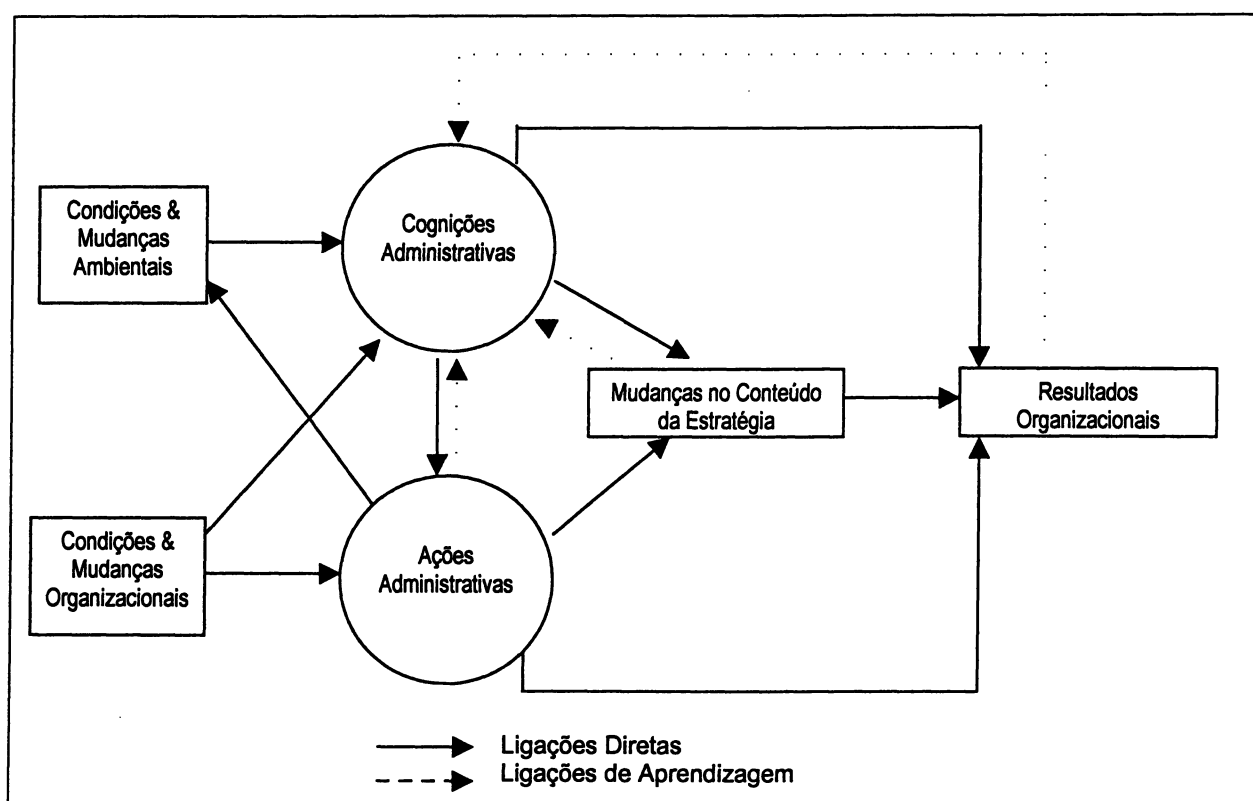 Condições &
Mudanças
Ambientais
Cognições
Administrativas
Mudanças no Conteúdo
da Estratégia
Resultados
Organizacionais
Condições &
Mudanças
Organizacionais
Ações
Administrativas
Ligações Diretas
Ligações de Aprendizagem